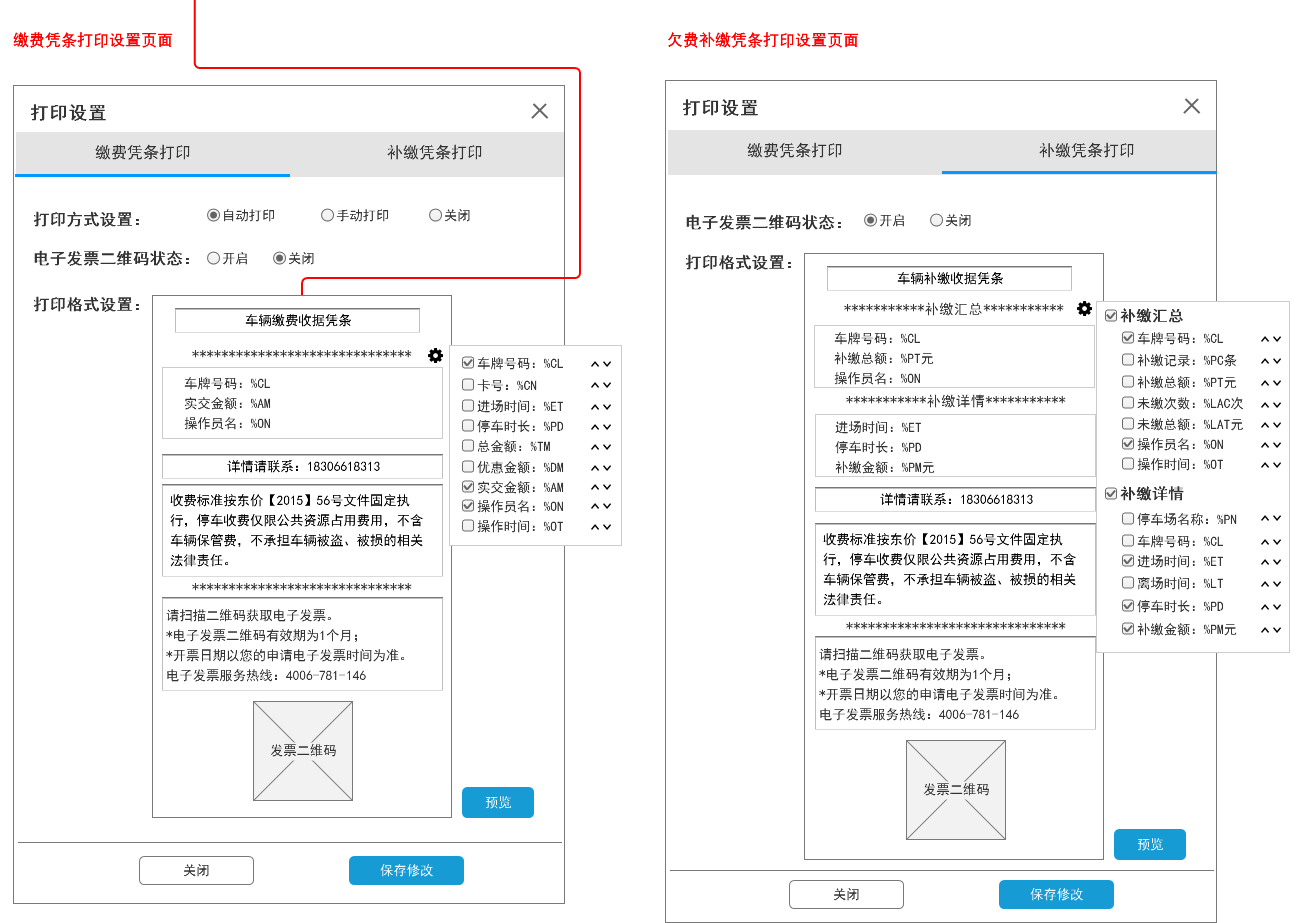 缴费凭条打印设置页面
打印设置
缴费凭条打印
补缴凭条打印
打印方式设置：
自动打印
手动打印
关闭
电子发票二维码状态：
开启
关闭
打印格式设置：
车辆缴费收据凭条
******************************
车牌号码：%CL
实交金额：%AM
操作员名：%ON
详情请联系：18306618313
收费标准按东价【2015】56号文件固定执
行，停车收费仅限公共资源占用费用，不含
车辆保管费，不承担车辆被盗、被损的相关
法律责任。
******************************
请扫描二维码获取电子发票。
*电子发票二维码有效期为1个月；
*开票日期以您的申请电子发票时间为准。
电子发票服务热线：4006-781-146
发票二维码
车牌号码：%CL
卡号：%CN
进场时间：%ET
停车时长：%PD
总金额：%TM
优惠金额：%DM
实交金额：%AM
操作员名：%ON
操作时间：%OT
预览
关闭
保存修改
欠费补缴凭条打印设置页面
打印设置
缴费凭条打印
补缴凭条打印
电子发票二维码状态：
开启
关闭
打印格式设置：
车辆补缴收据凭条
***********补缴汇总***********
车牌号码：%CL
补缴总额：%PT元
操作员名：%ON
***********补缴详情***********
进场时间：%ET
停车时长：%PD
补缴金额：%PM元
详情请联系：18306618313
收费标准按东价【2015】56号文件固定执
行，停车收费仅限公共资源占用费用，不含
车辆保管费，不承担车辆被盗、被损的相关
法律责任。
******************************
请扫描二维码获取电子发票。
*电子发票二维码有效期为1个月；
*开票日期以您的申请电子发票时间为准。
电子发票服务热线：4006-781-146
发票二维码
补缴汇总
车牌号码：%CL
补缴记录：%PC条
补缴总额：%PT元
未缴次数：%LAC次
未缴总额：%LAT元
操作员名：%ON
操作时间：%OT
补缴详情
停车场名称：%PN
车牌号码：%CL
进场时间：%ET
离场时间：%LT
停车时长：%PD
补缴金额：%PM元
预览
关闭
保存修改